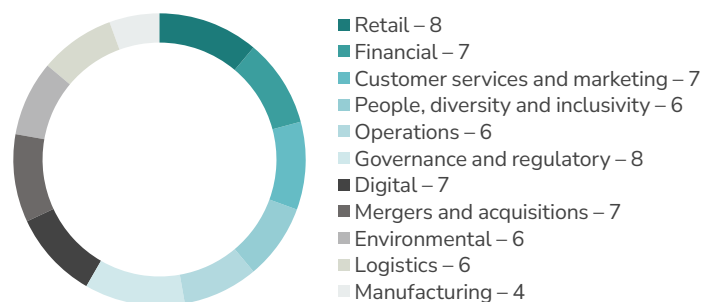 Retail – 8
Financial – 7
Customer services and marketing – 7
People, diversity and inclusivity – 6
Operations – 6
Governance and regulatory – 8
Digital – 7
Mergers and acquisitions – 7
Environmental – 6
Logistics – 6
Manufacturing – 4